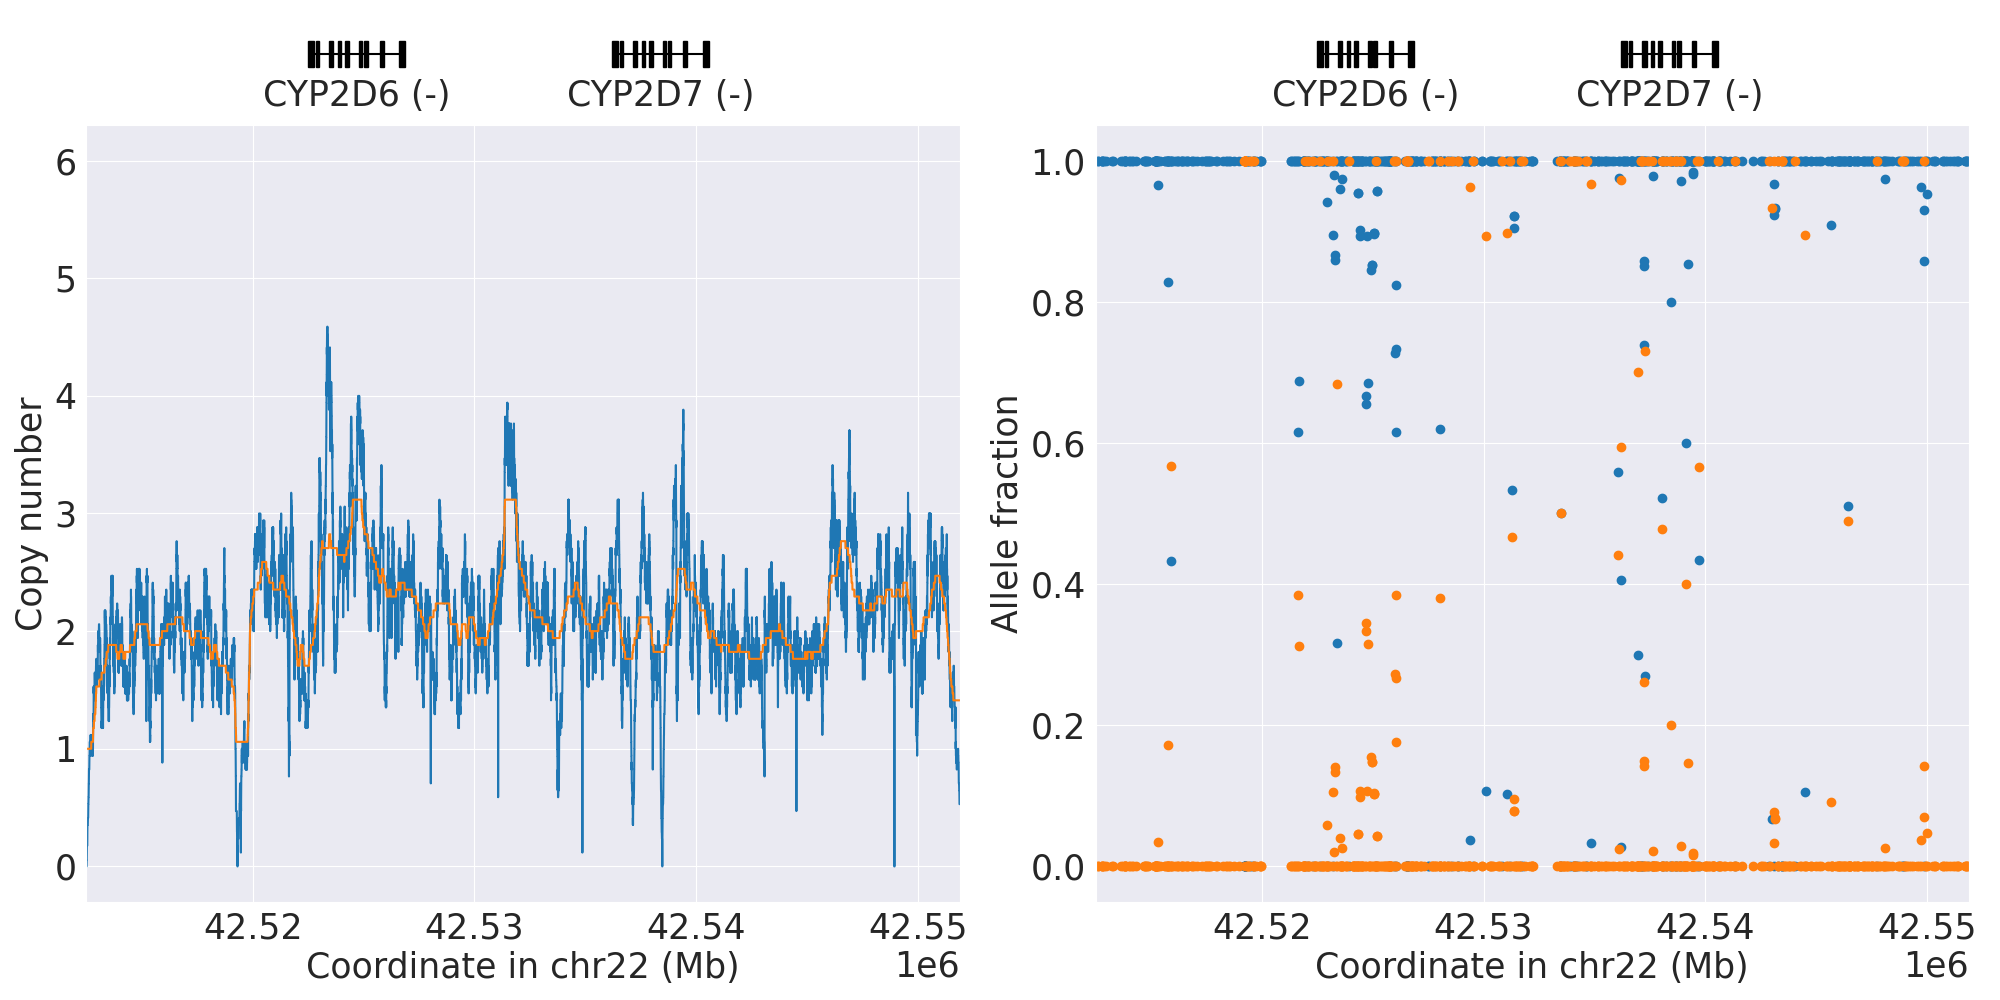 CYP2D6 (-)
CYP2D7 (-)
6
5
4
3
2
1
0
Copy number
42.52
42.53
42.54
42.55
Coordinate in chr22 (Mb)
1e6
CYP2D6 (-)
CYP2D7 (-)
1.0
0.8
0.6
0.4
0.2
0.0
Allele fraction
42.52
42.53
42.54
42.55
Coordinate in chr22 (Mb)
1e6